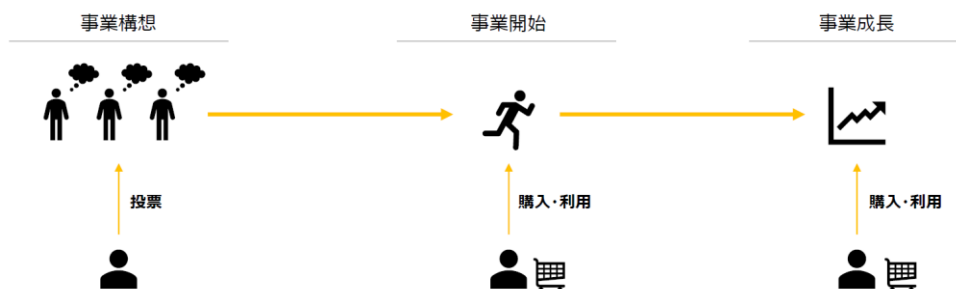 事業構想
事業開始
事業成長
投票
購入・利用
購入・利用